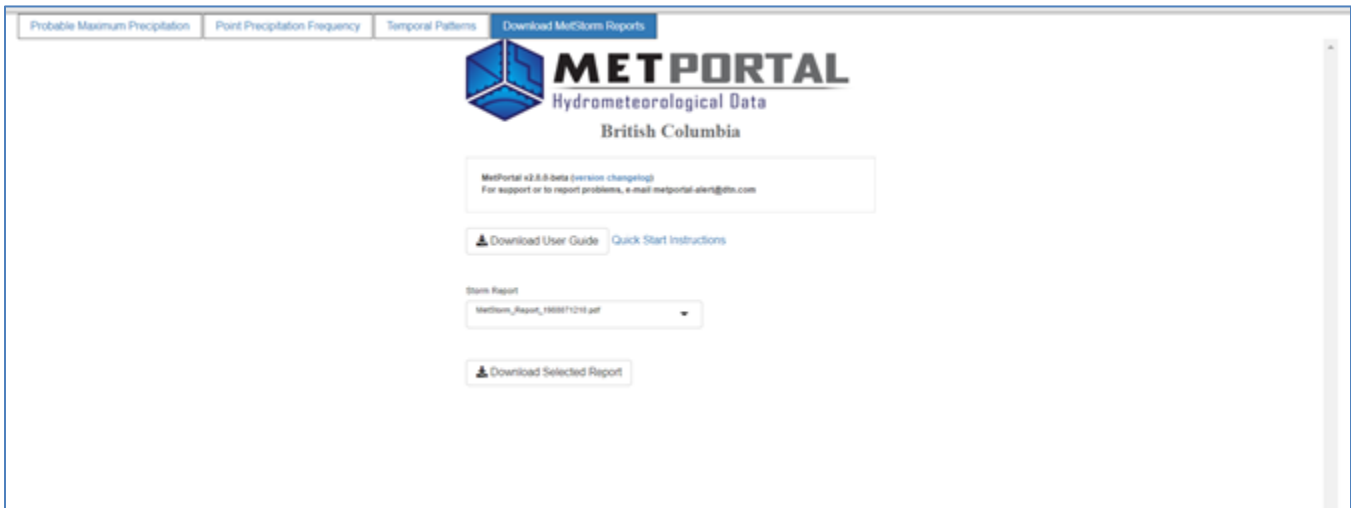 Probable Maximum Precipitation
Point Precipitation Frequency
Temporal Patterns
Download MetStorm Reports
METPORTAL
Hydrometeorological Data
British Columbia
MetPortal v2.0.0-beta (version changelog)
For support or to report problems, e-mail metportal-alert@dtn.com
Download User Guide
Quick Start Instructions
Storm Report
Download Selected Report